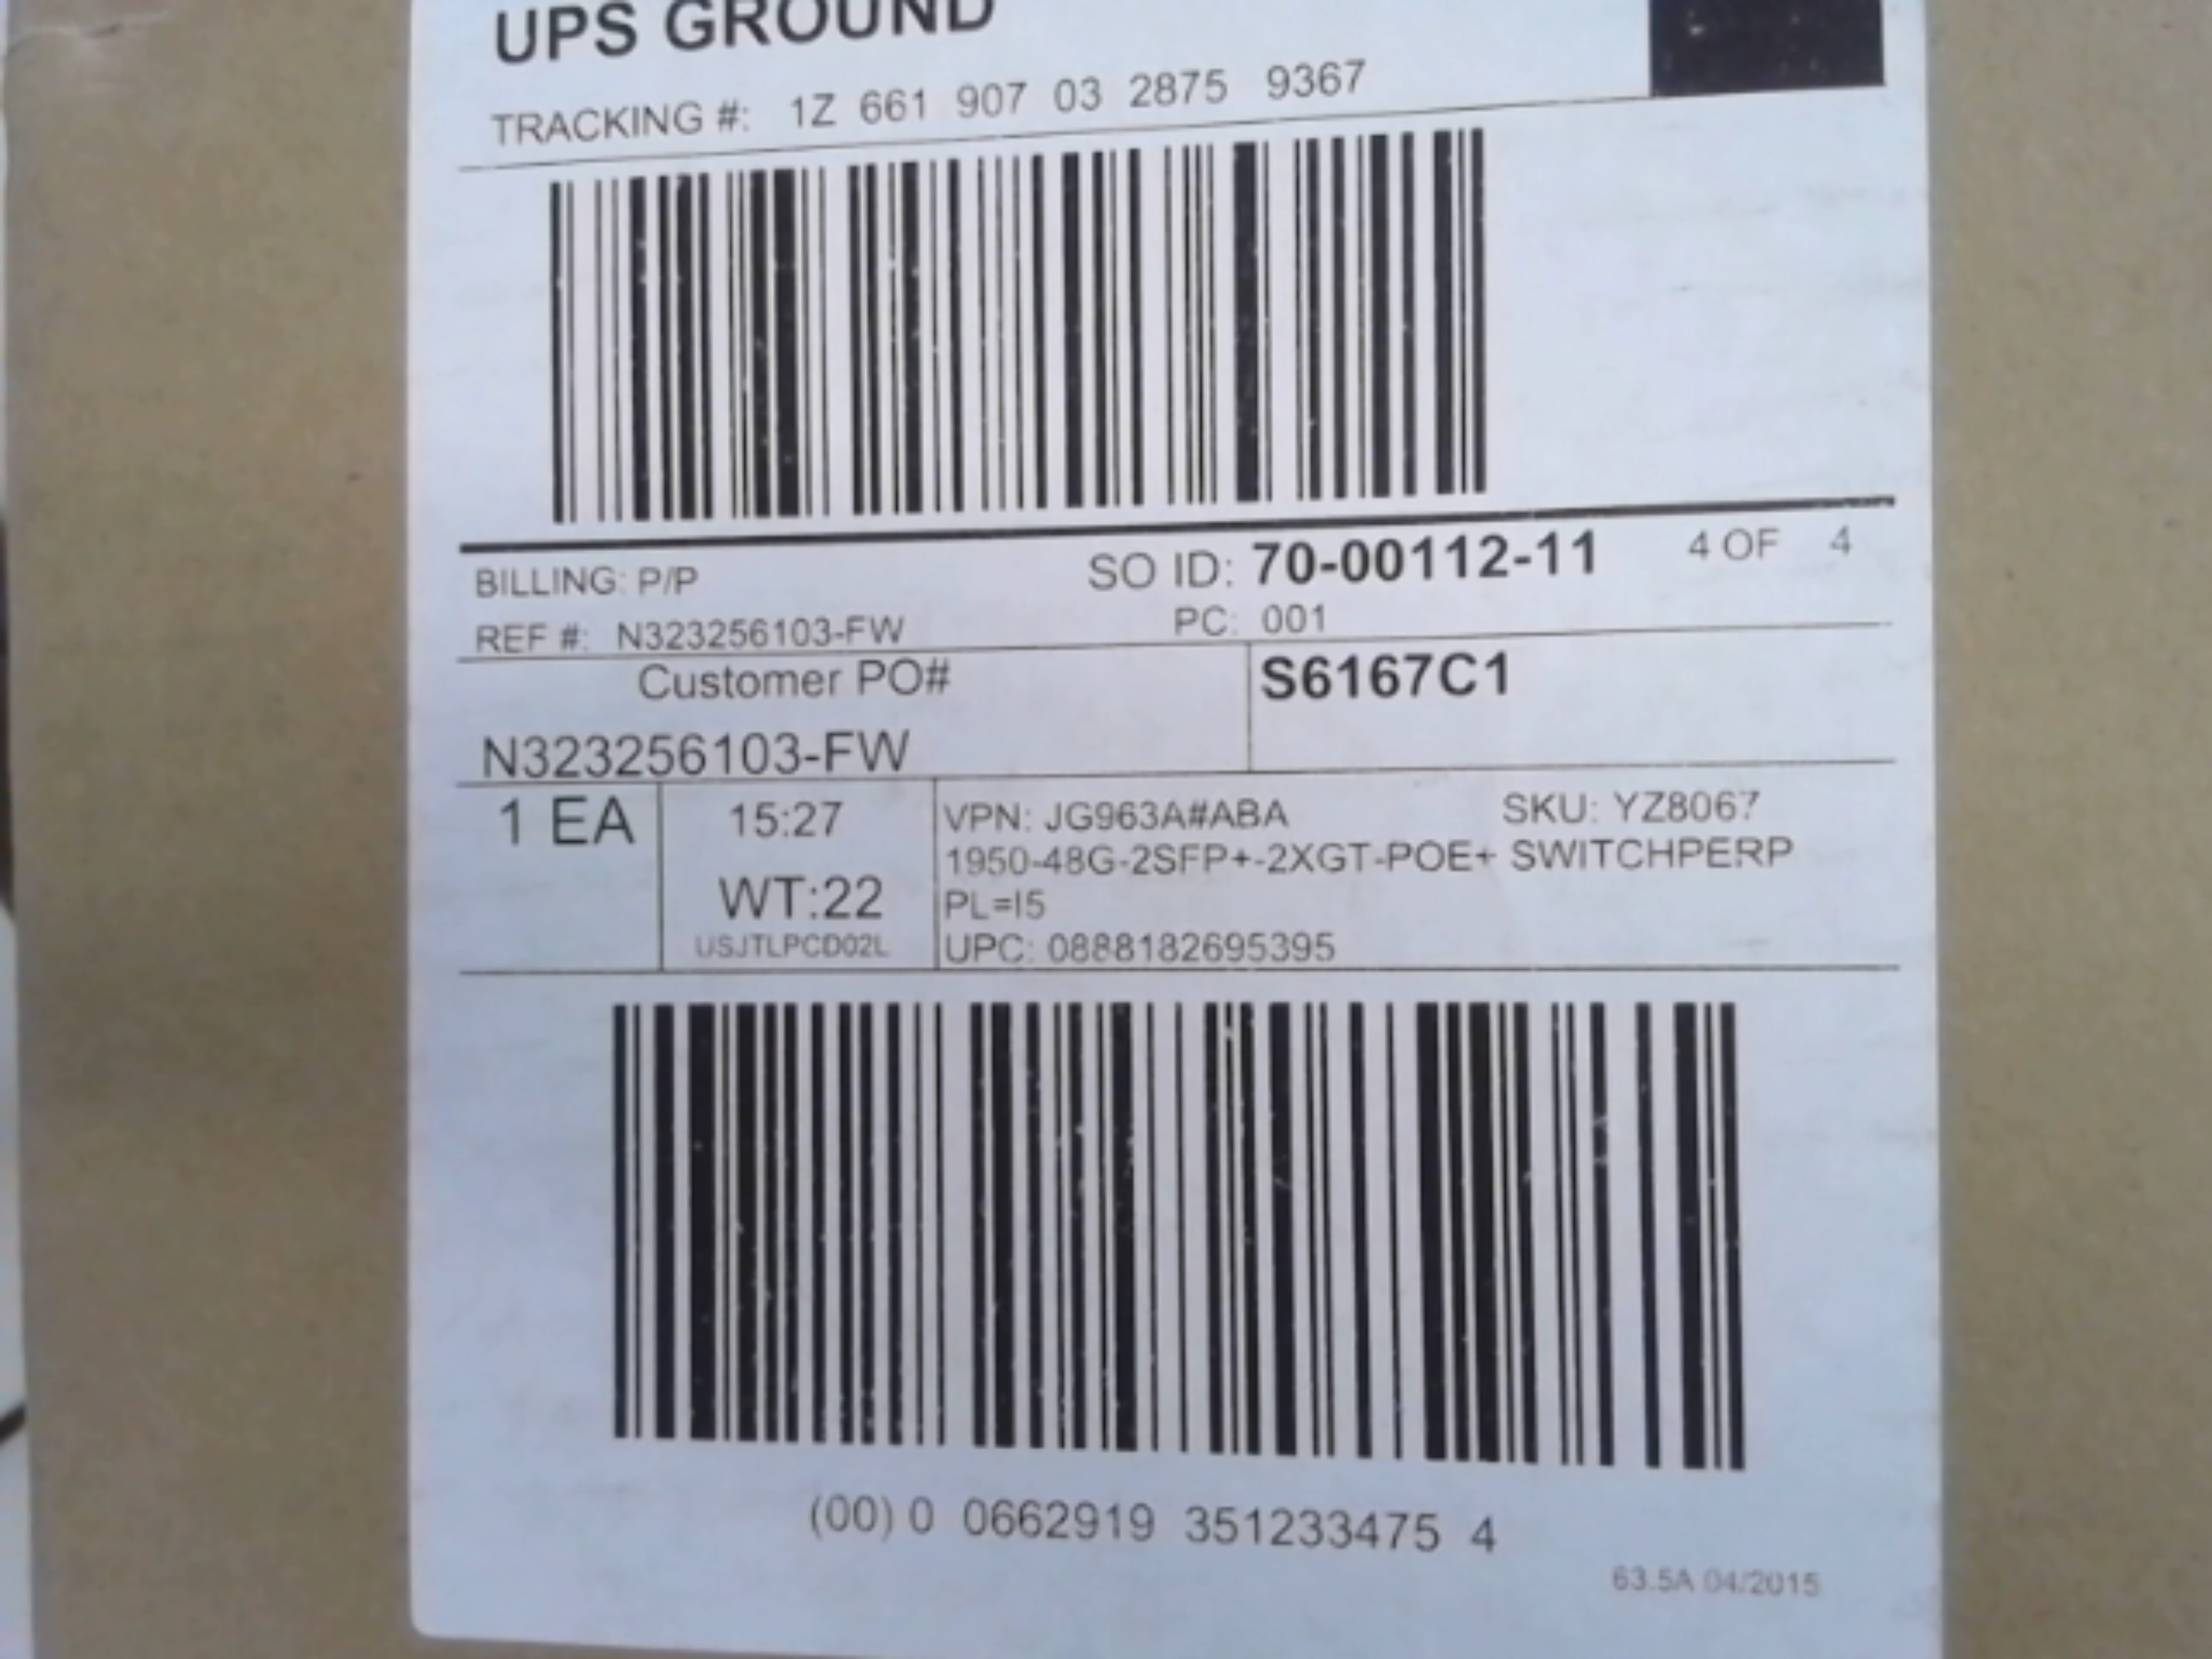 UPS GROUND
TRACKING #: 1Z 661 907 03 2875 9367
BILLING: P/P
SO ID: 70-00112-11 4 OF 4
REF #: N323256103-FW
PC: 001
Customer PO#
S6167C1
N323256103-FW
1 EA
15:27
WT:22
USJTLPCD02L
VPN: JG963A#ABA SKU: YZ8067
1950-48G-2SFP+-2XGT-POE+ SWITCHPERP
PL=I5
UPC: 0888182695395
(00) 0 0662919 351233475 4
63.5A 04/2015